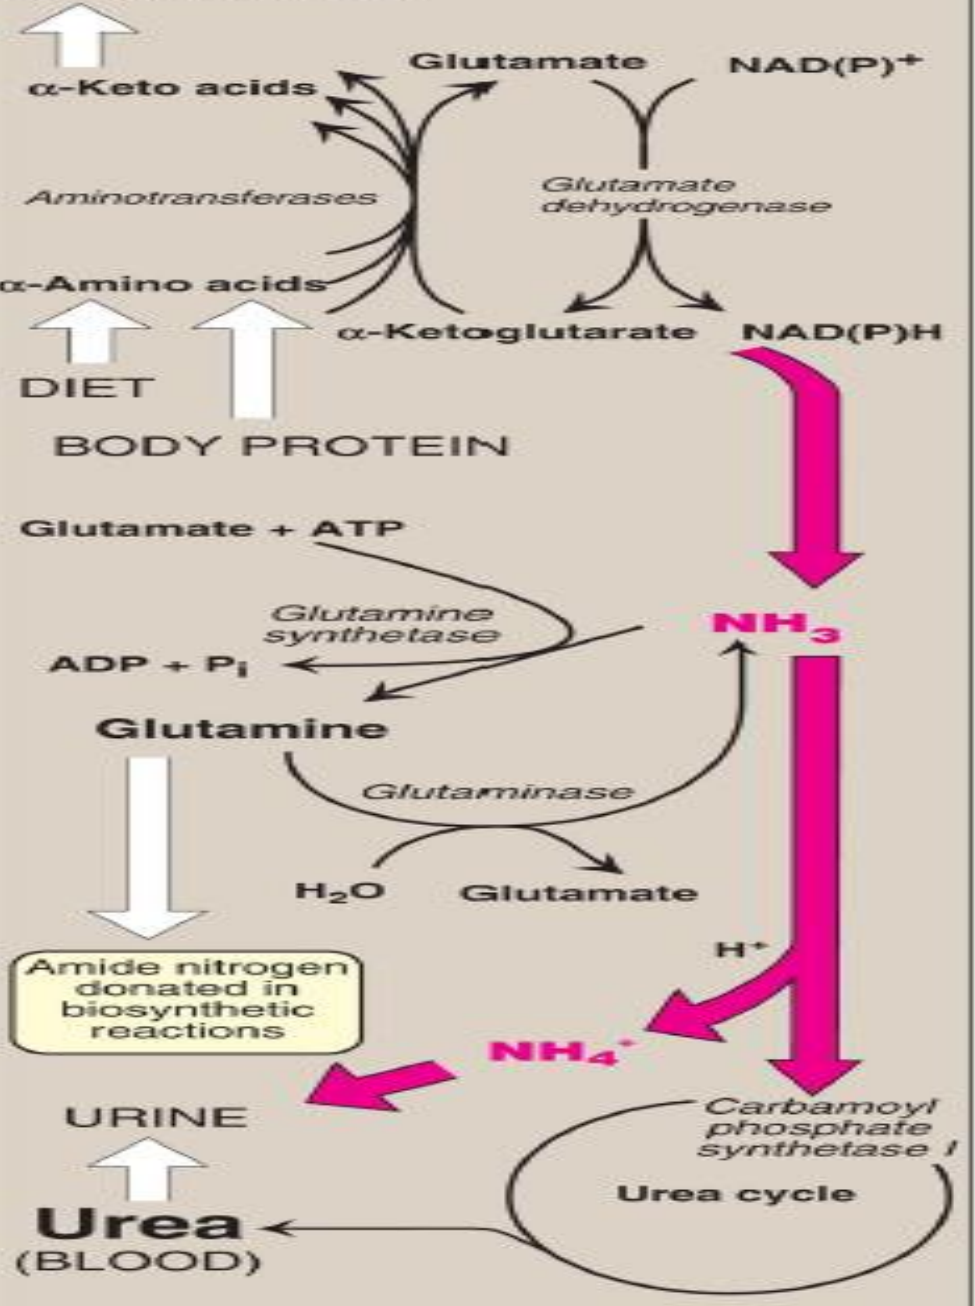 Glutamate NAD(P)+
α-Keto acids
Aminotransferases
Glutamate
dehydrogenase
α-Amino acids
α-Ketoglutarate NAD(P)H
DIET
BODY PROTEIN
Glutamate + ATP
Glutamine
synthetase
NH3
ADP + Pi
Glutamine
Glutaminase
H2O Glutamate
H+
Amide nitrogen
donated in
biosynthetic
reactions
NH4+
URINE
Carbamoyl
phosphate
synthetase I
Urea cycle
Urea
(BLOOD)